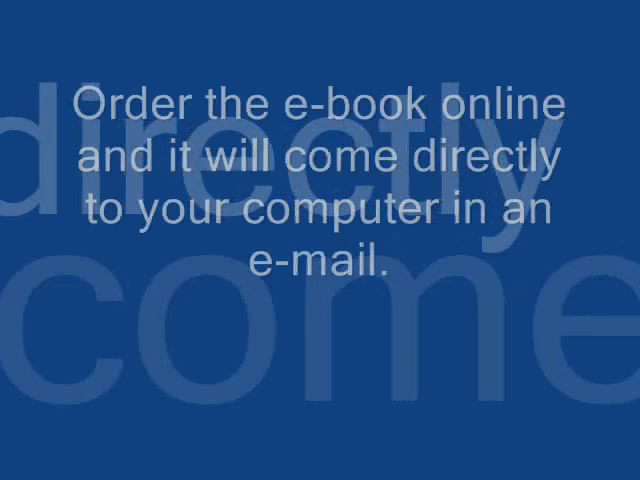 Order the e-book online
and it will come directly
to your computer in an
e-mail.
directly
come